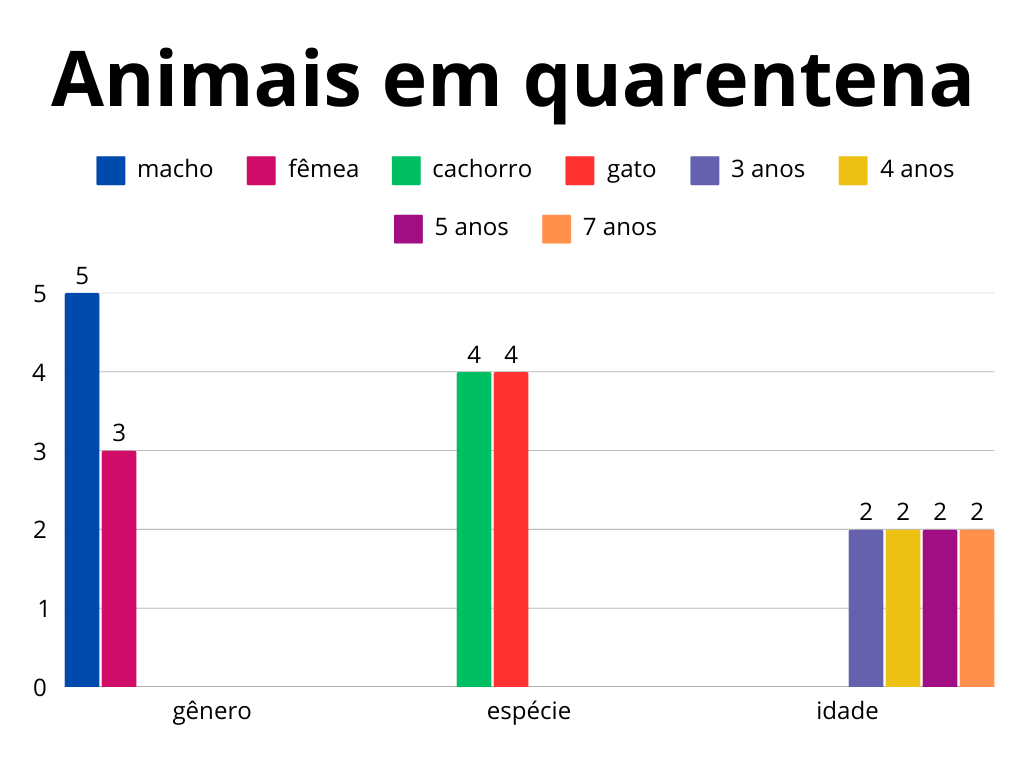 Animais em quarentena
macho fêmea cachorro gato 3 anos 4 anos
5 anos 7 anos
5
5
4 4
4
3
3
2 2 2 2
2
1
0
gênero espécie idade